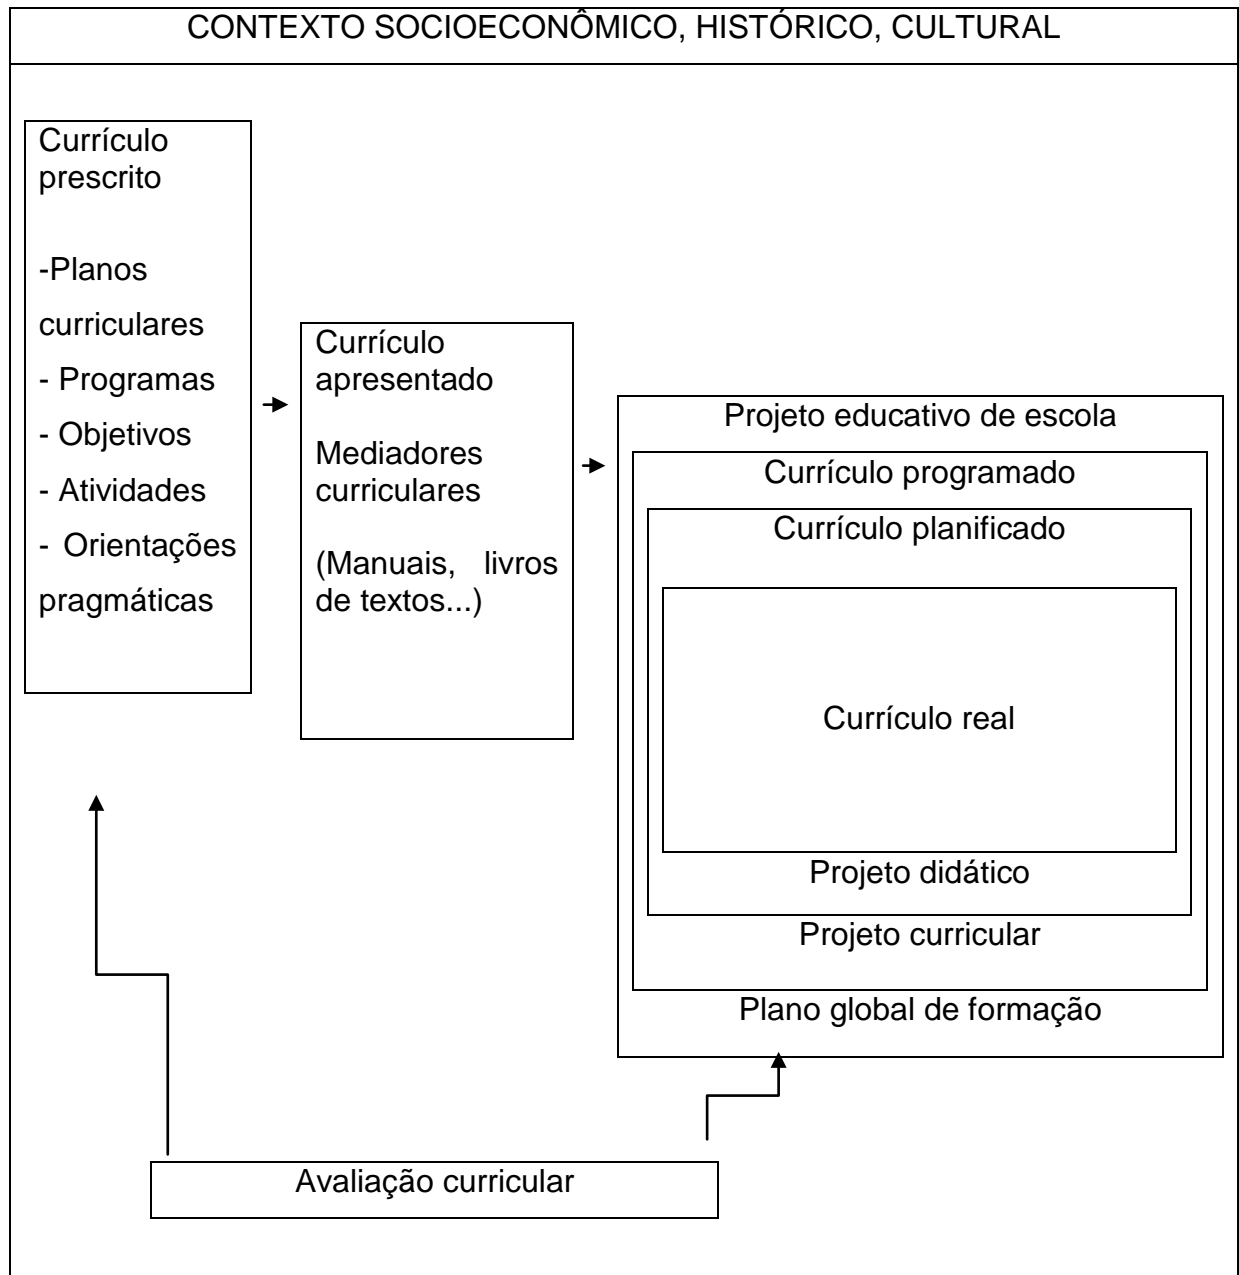 CONTEXTO SOCIOECONÔMICO, HISTÓRICO, CULTURAL
Currículo
prescrito
-Planos
curriculares
- Programas
- Objetivos
- Atividades
- Orientações
pragmáticas
Currículo
apresentado
Mediadores
curriculares
(Manuais, livros
de textos...)
Projeto educativo de escola
Currículo programado
Currículo planificado
Currículo real
Projeto didático
Projeto curricular
Plano global de formação
Avaliação curricular